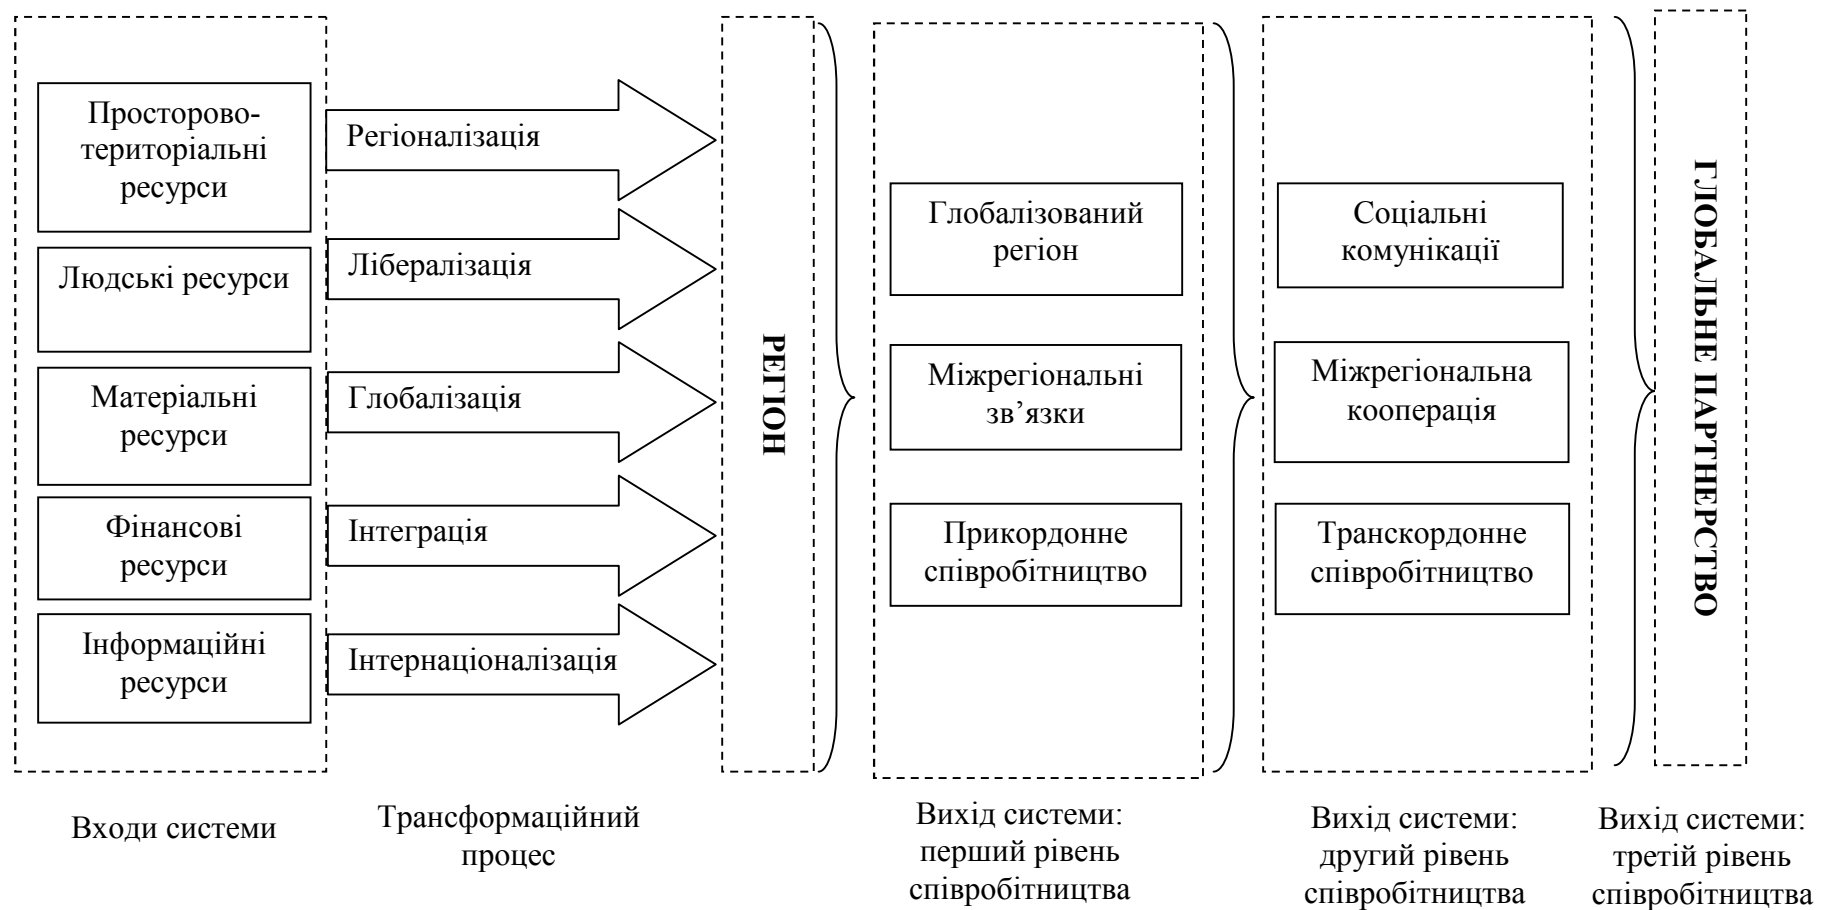 Просторово-
територіальні
ресурси
Людські ресурси
Матеріальні
ресурси
Фінансові
ресурси
Інформаційні
ресурси
Регіоналізація
Лібералізація
Глобалізація
Інтеграція
Інтернаціоналізація
РЕГІОН
Глобалізований
регіон
Міжрегіональні
зв’язки
Прикордонне
співробітництво
Соціальні
комунікації
Міжрегіональна
кооперація
Транскордонне
співробітництво
ГЛОБАЛЬНЕ ПАРТНЕРСТВО
Входи системи
Трансформаційний
процес
Вихід системи:
перший рівень
співробітництва
Вихід системи:
другий рівень
співробітництва
Вихід системи:
третій рівень
співробітництва